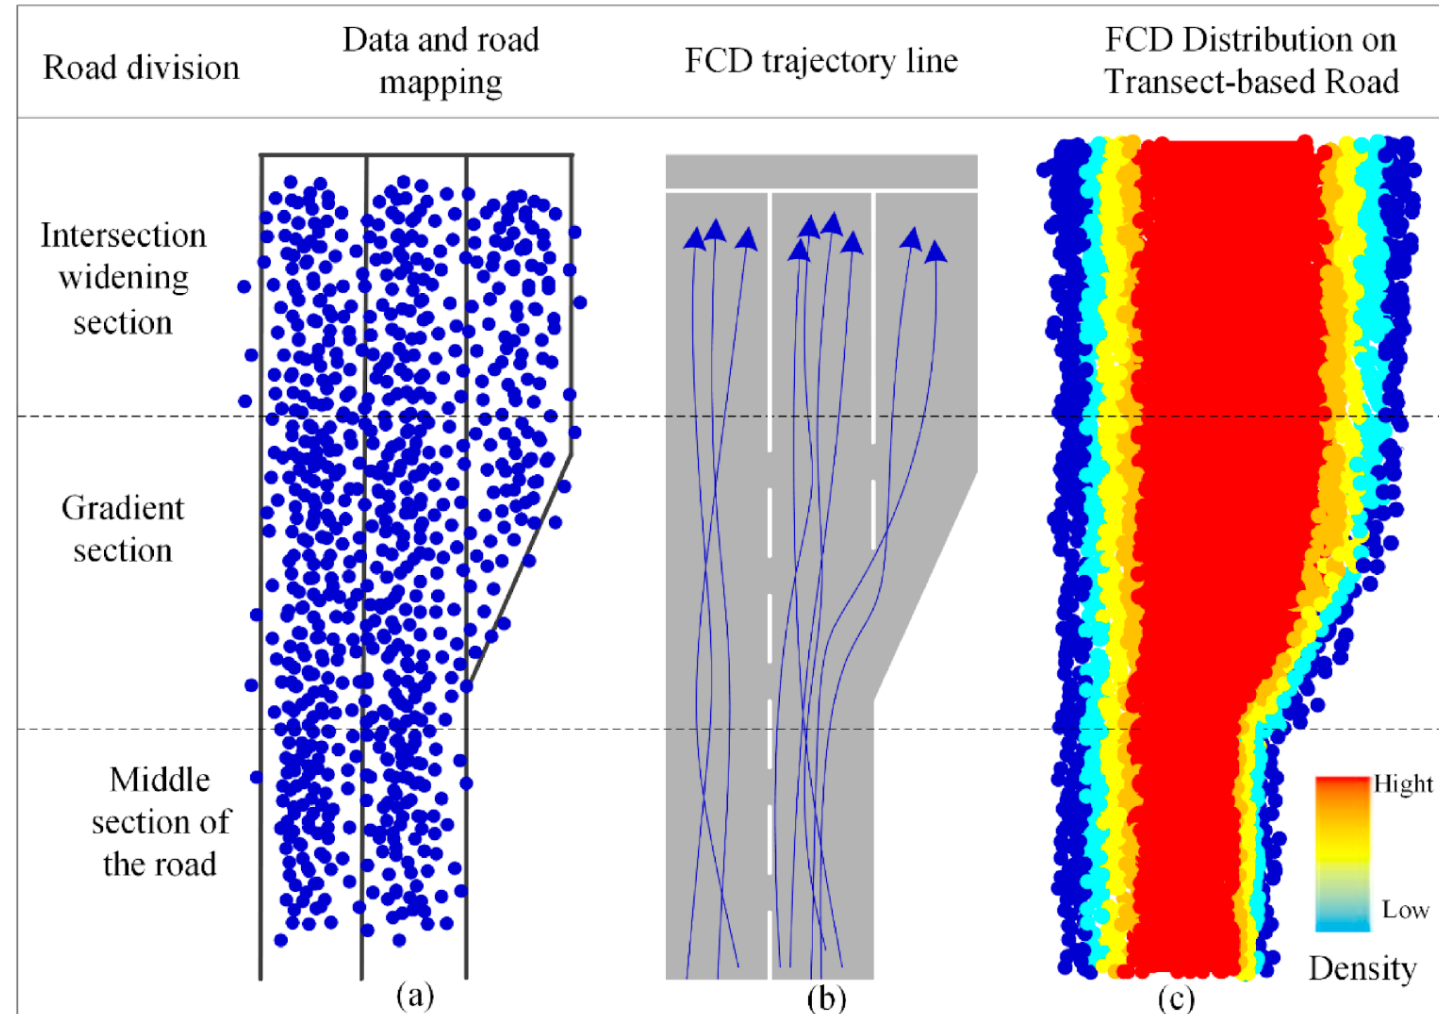 Road division
Data and road
mapping
FCD trajectory line
FCD Distribution on
Transect-based Road
Intersection
widening
section
Gradient
section
Middle
section of
the road
Hight
Low
Density
(a)
(b)
(c)